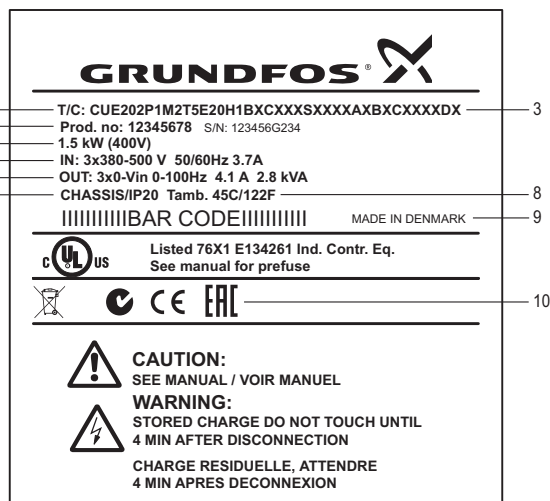 GRUNDFOS®
T/C: CUE202P1M2T5E20H1BXCXXXSXXXXAXBXCXXXXDX 3
Prod. no: 12345678 S/N: 123456G234
1.5 kW (400V)
IN: 3x380-500 V 50/60Hz 3.7A
OUT: 3x0-Vin 0-100Hz 4.1 A 2.8 kVA
CHASSIS/IP20 Tamb. 45C/122F 8
IIIIIIIIIIIBAR CODEIIIIIIIIIII MADE IN DENMARK 9
C UL US Listed 76X1 E134261 Ind. Contr. Eq.
See manual for prefuse
CE EAC 10
CAUTION:
SEE MANUAL / VOIR MANUEL
WARNING:
STORED CHARGE DO NOT TOUCH UNTIL
4 MIN AFTER DISCONNECTION
CHARGE RESIDUELLE, ATTENDRE
4 MIN APRES DECONNEXION